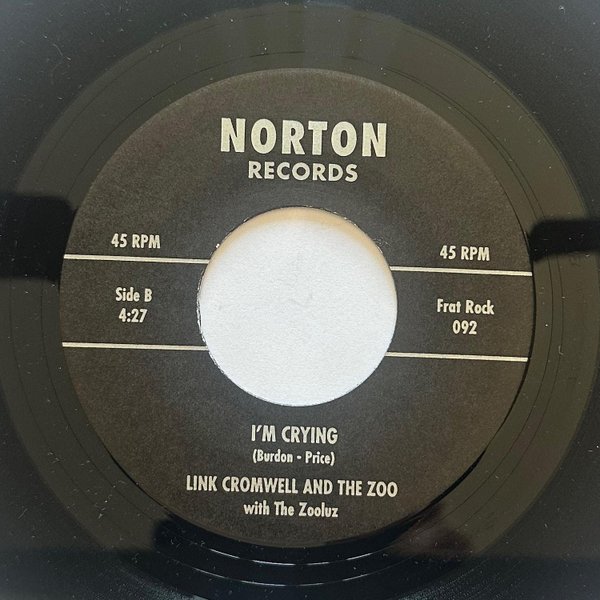 NORTON
RECORDS
45 RPM
45 RPM
Side B
4:27
Frat Rock
092
I'M CRYING
(Burdon - Price)
LINK CROMWELL AND THE ZOO
with The Zooluz